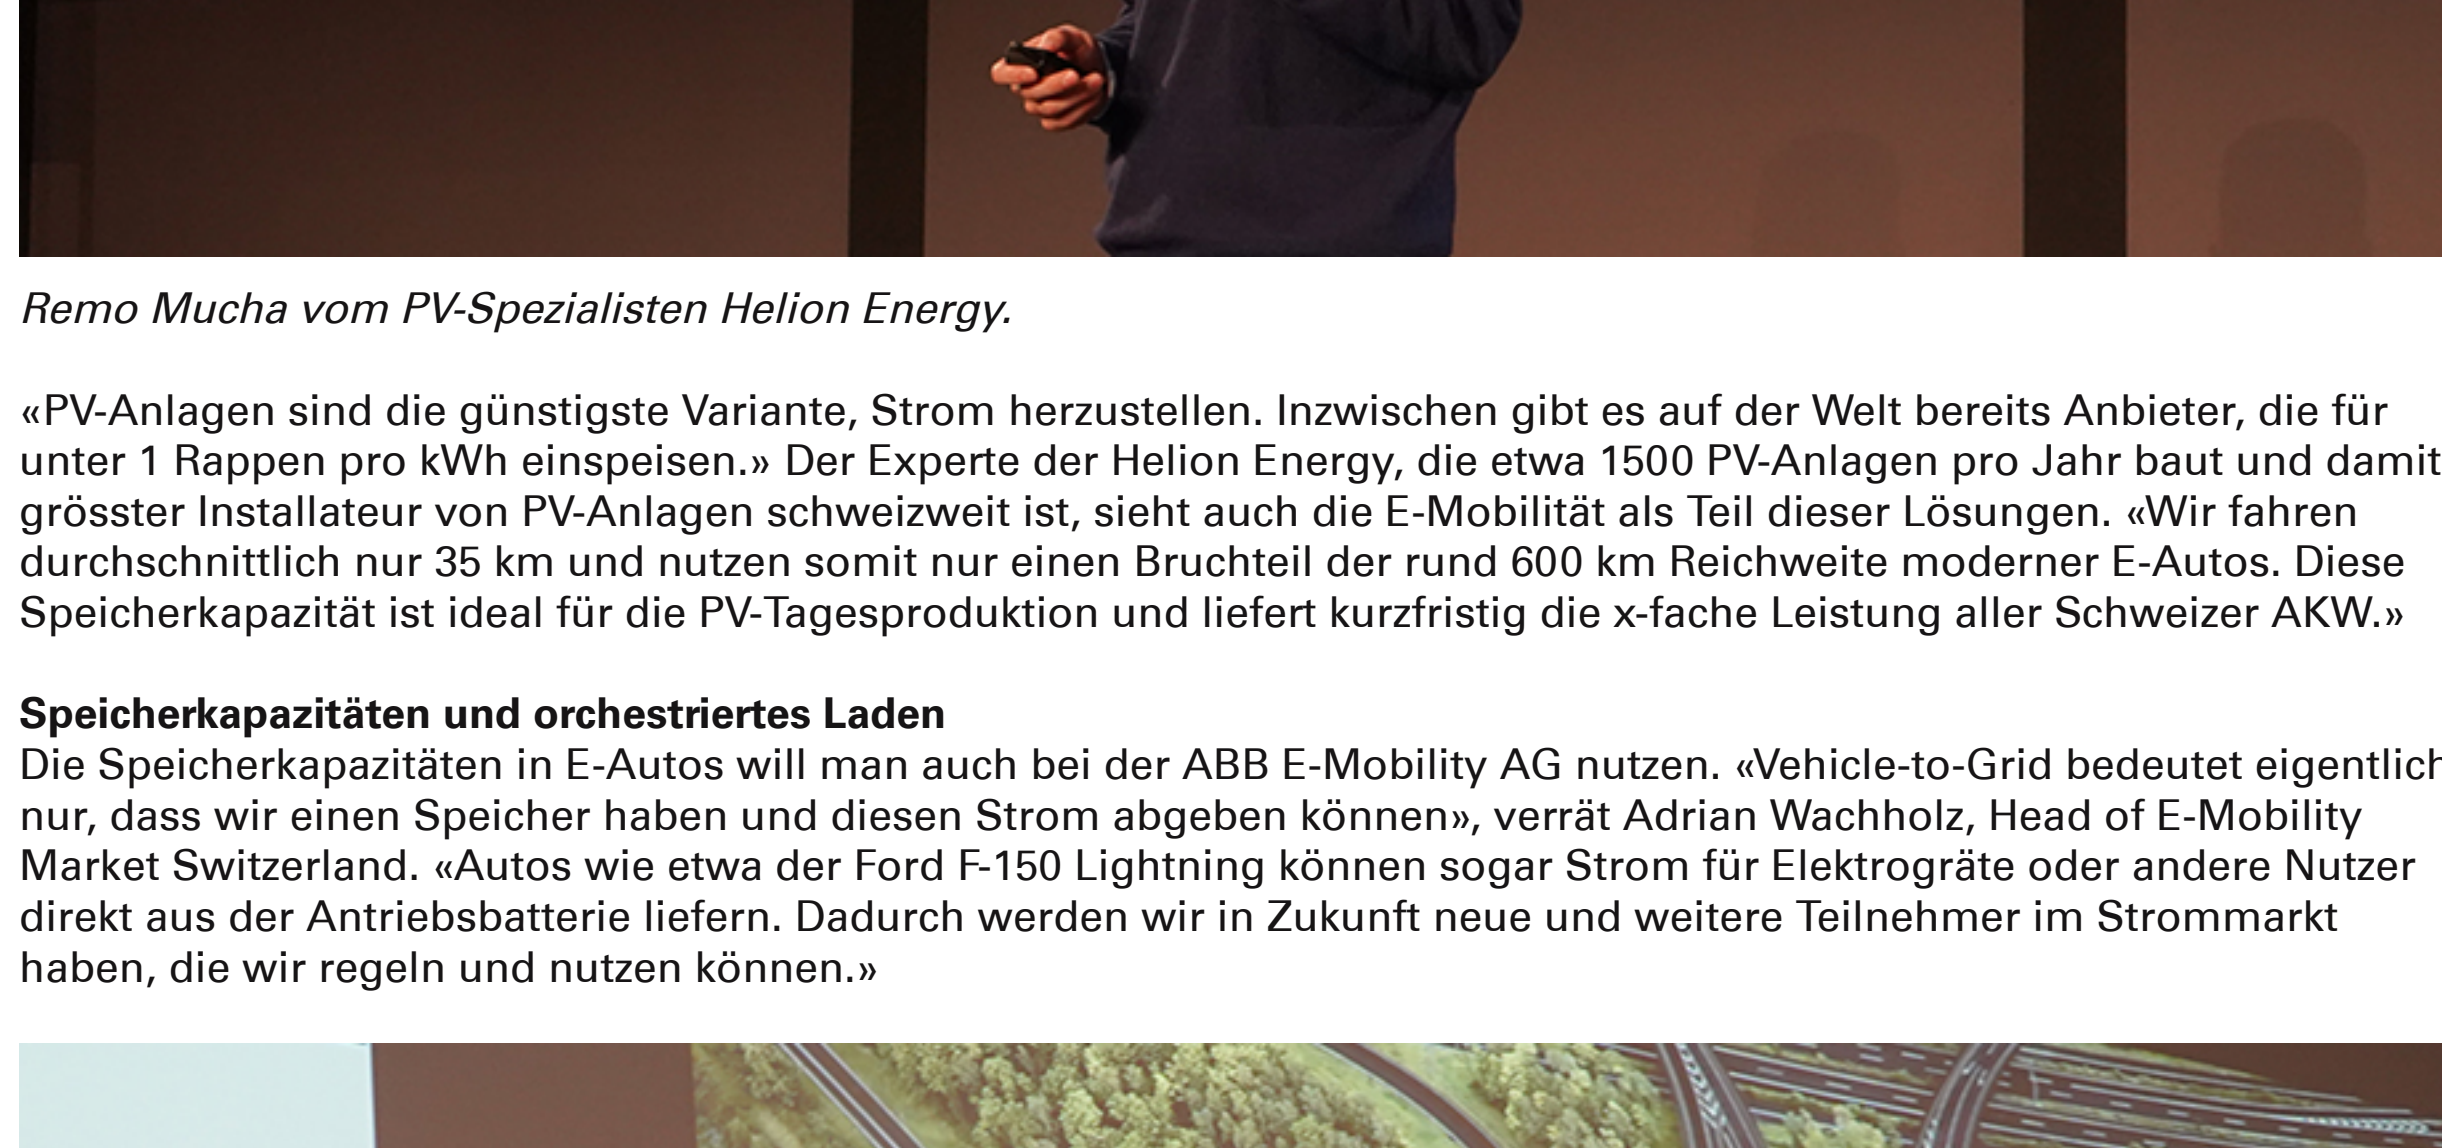 Remo Mucha vom PV-Spezialisten Helion Energy.
«PV-Anlagen sind die günstigste Variante, Strom herzustellen. Inzwischen gibt es auf der Welt bereits Anbieter, die für
unter 1 Rappen pro kWh einspeisen.» Der Experte der Helion Energy, die etwa 1500 PV-Anlagen pro Jahr baut und damit
grösster Installateur von PV-Anlagen schweizweit ist, sieht auch die E-Mobilität als Teil dieser Lösungen. «Wir fahren
durchschnittlich nur 35 km und nutzen somit nur einen Bruchteil der rund 600 km Reichweite moderner E-Autos. Diese
Speicherkapazität ist ideal für die PV-Tagesproduktion und liefert kurzfristig die x-fache Leistung aller Schweizer AKW.»
Speicherkapazitäten und orchestriertes Laden
Die Speicherkapazitäten in E-Autos will man auch bei der ABB E-Mobility AG nutzen. «Vehicle-to-Grid bedeutet eigentlich
nur, dass wir einen Speicher haben und diesen Strom abgeben können», verrät Adrian Wachholz, Head of E-Mobility
Market Switzerland. «Autos wie etwa der Ford F-150 Lightning können sogar Strom für Elektrogräte oder andere Nutzer
direkt aus der Antriebsbatterie liefern. Dadurch werden wir in Zukunft neue und weitere Teilnehmer im Strommarkt
haben, die wir regeln und nutzen können.»